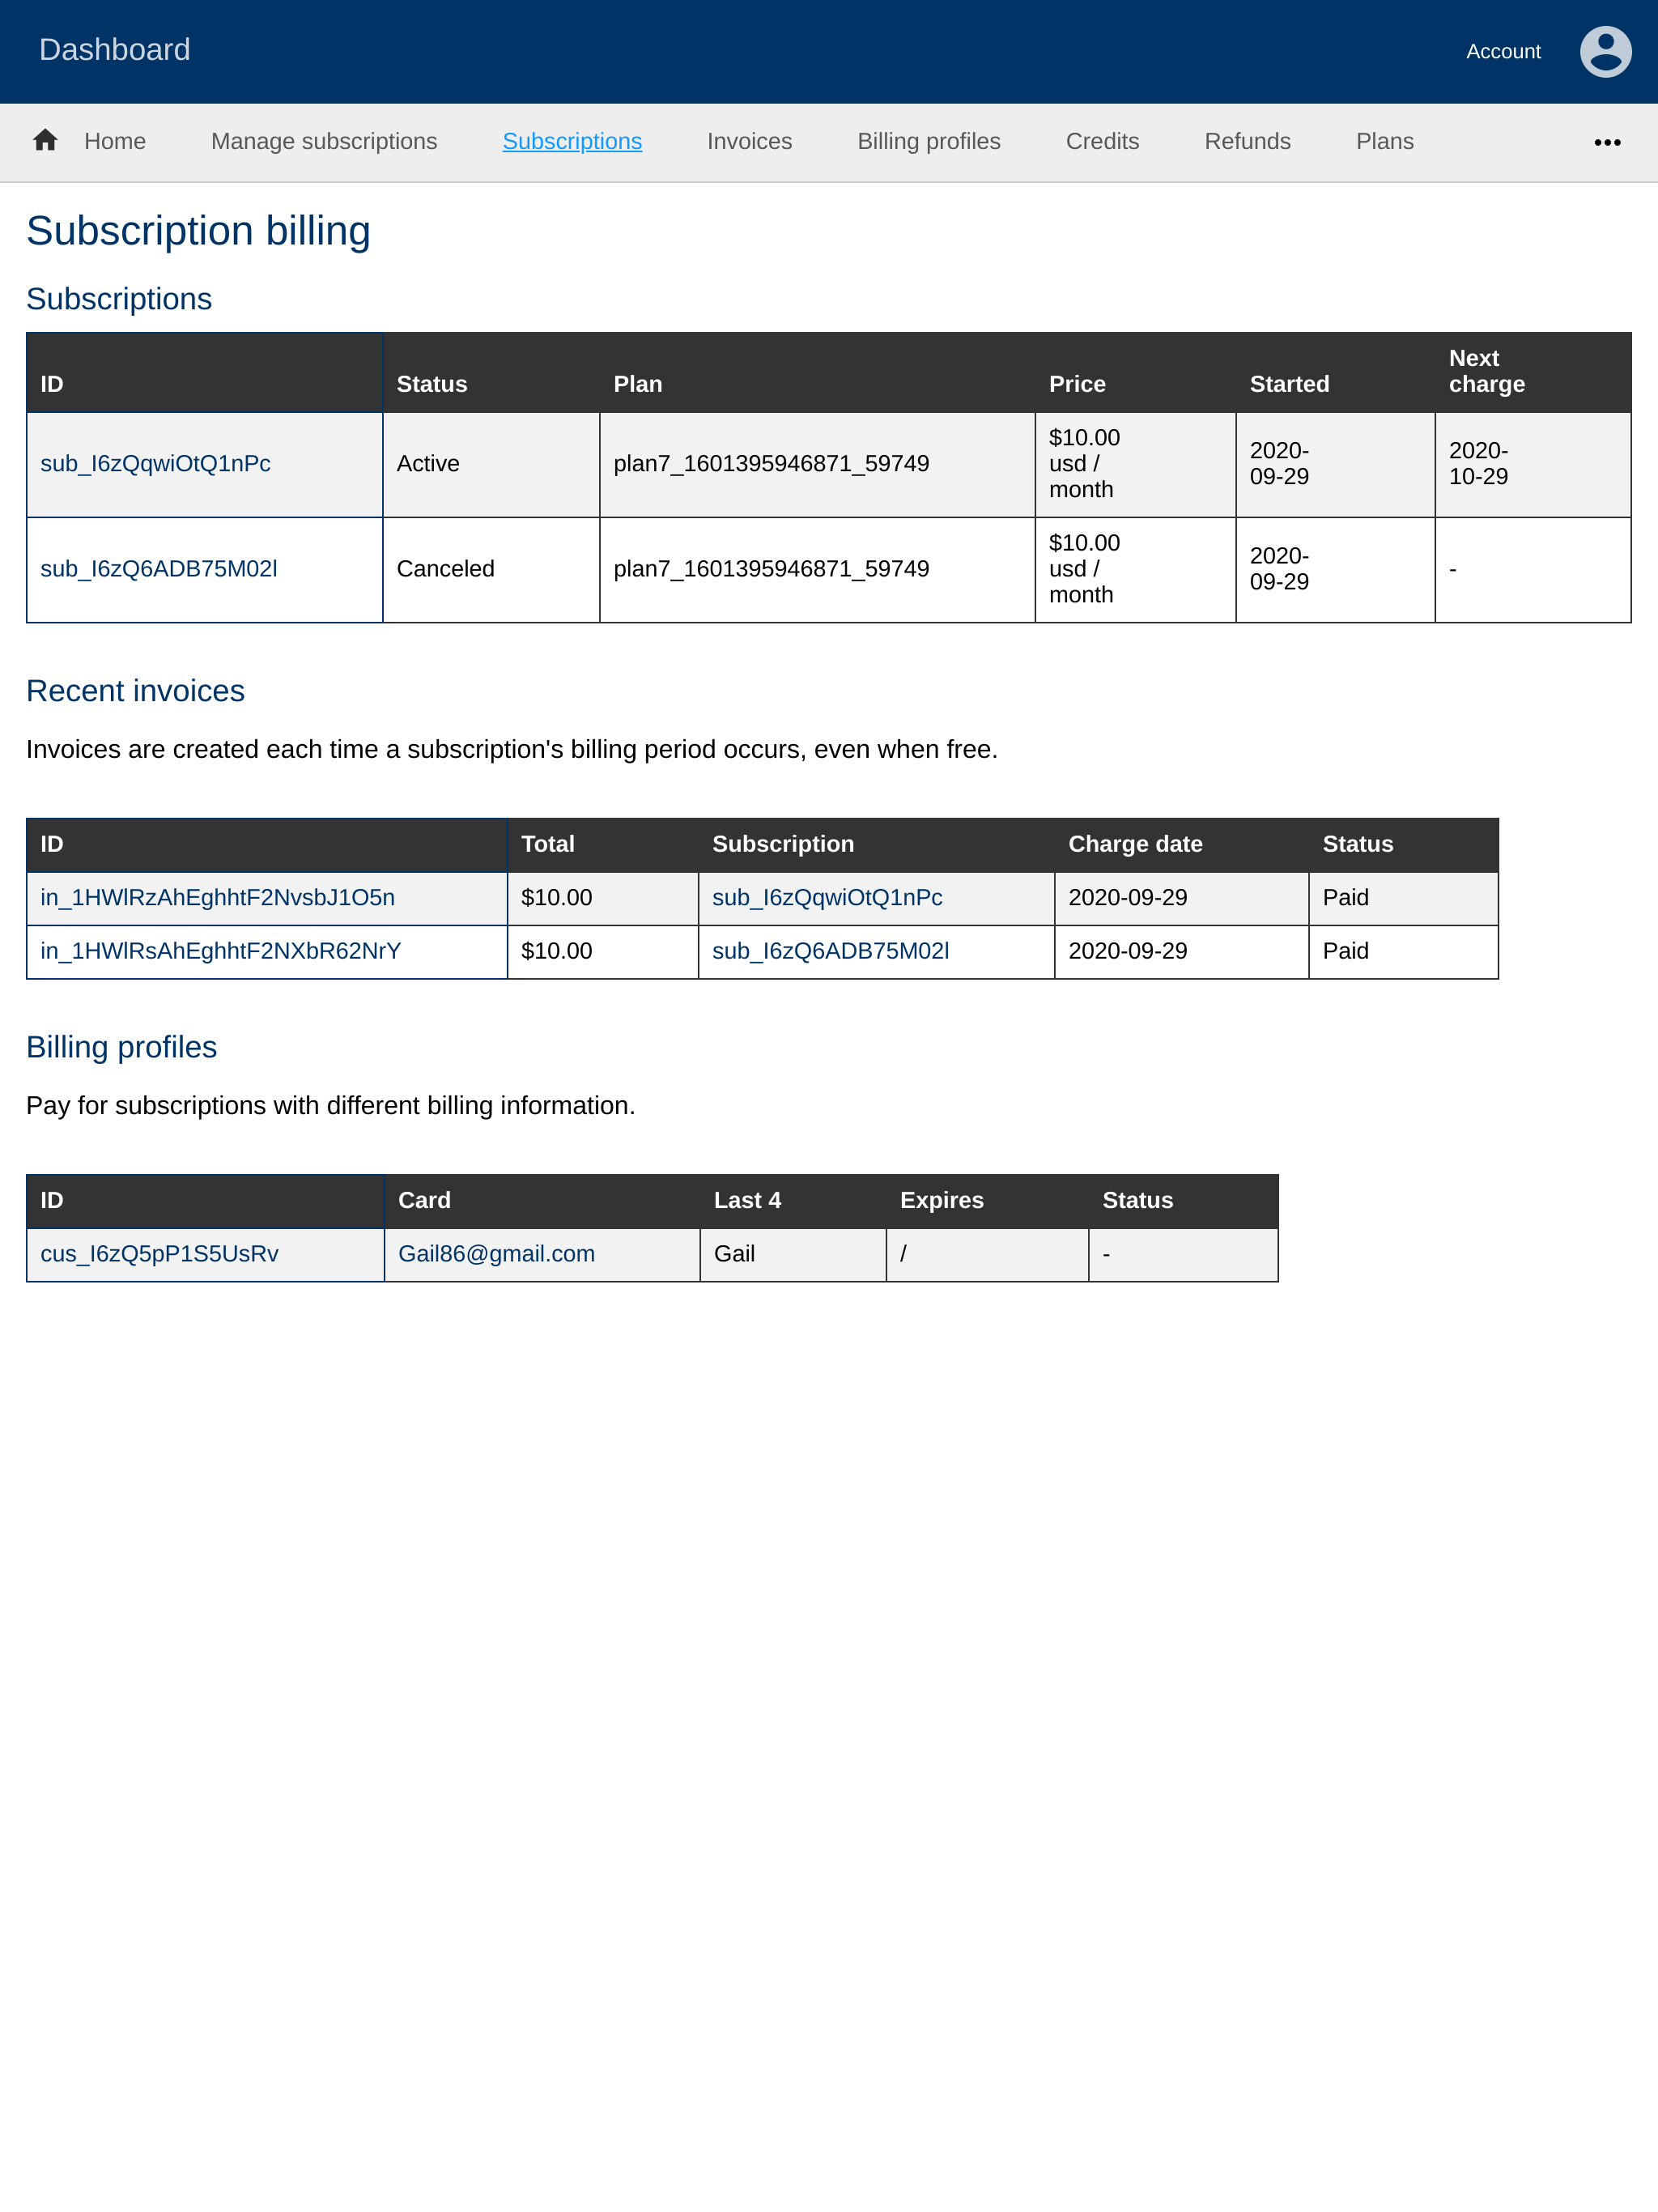 Dashboard
Account
Home Manage subscriptions Subscriptions Invoices Billing profiles Credits Refunds Plans
Subscription billing
Subscriptions
ID Status Plan Price Started Next charge
sub_I6zQqwiOtQ1nPc Active plan7_1601395946871_59749 $10.00 usd / month 2020-09-29 2020-10-29
sub_I6zQ6ADB75M02l Canceled plan7_1601395946871_59749 $10.00 usd / month 2020-09-29 -
Recent invoices
Invoices are created each time a subscription's billing period occurs, even when free.
ID Total Subscription Charge date Status
in_1HWlRzAhEghhtF2NvsbJ1O5n $10.00 sub_I6zQqwiOtQ1nPc 2020-09-29 Paid
in_1HWlRsAhEghhtF2NXbR62NrY $10.00 sub_I6zQ6ADB75M02l 2020-09-29 Paid
Billing profiles
Pay for subscriptions with different billing information.
ID Card Last 4 Expires Status
cus_I6zQ5pP1S5UsRv Gail86@gmail.com Gail / -